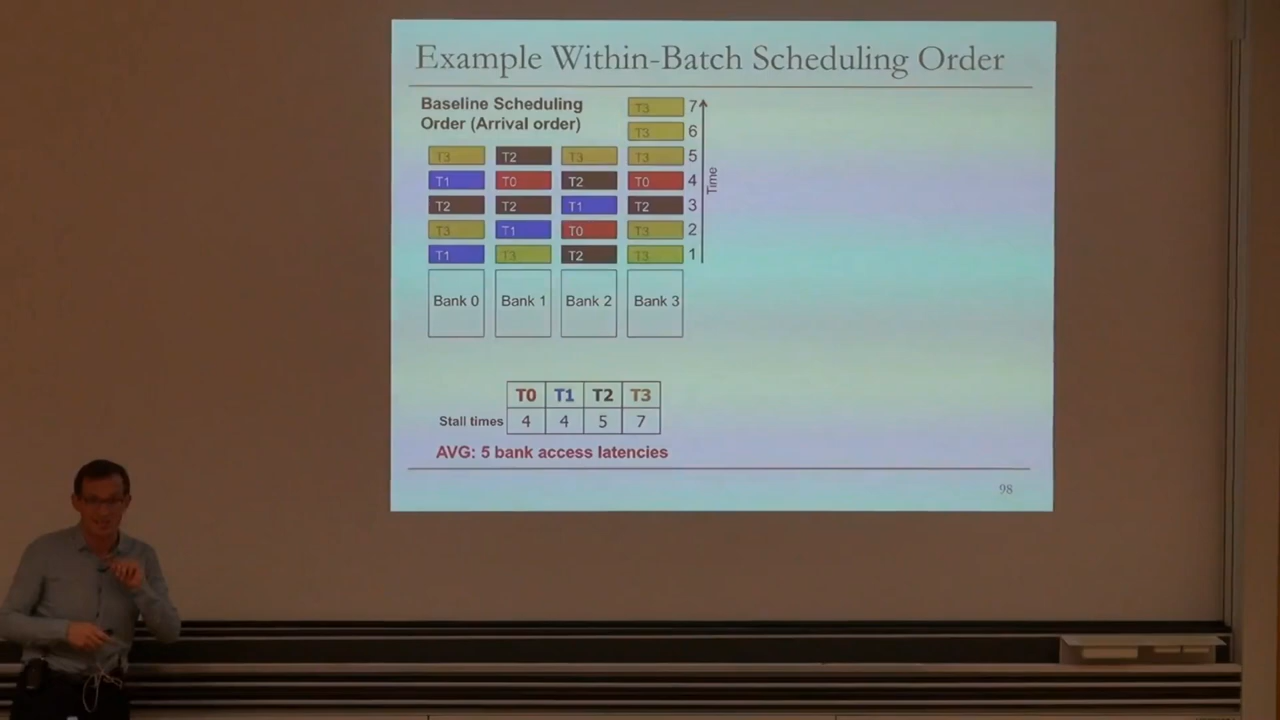 Example Within-Batch Scheduling Order
Baseline Scheduling
Order (Arrival order)
T3 7
T3 6
T3 T2 T3 T3 5
T1 T0 T2 T0 4
T2 T2 T1 T2 3
T3 T1 T0 T3 2
T1 T3 T2 T3 1
Time
Bank 0 Bank 1 Bank 2 Bank 3
T0 T1 T2 T3
Stall times 4 4 5 7
AVG: 5 bank access latencies
98